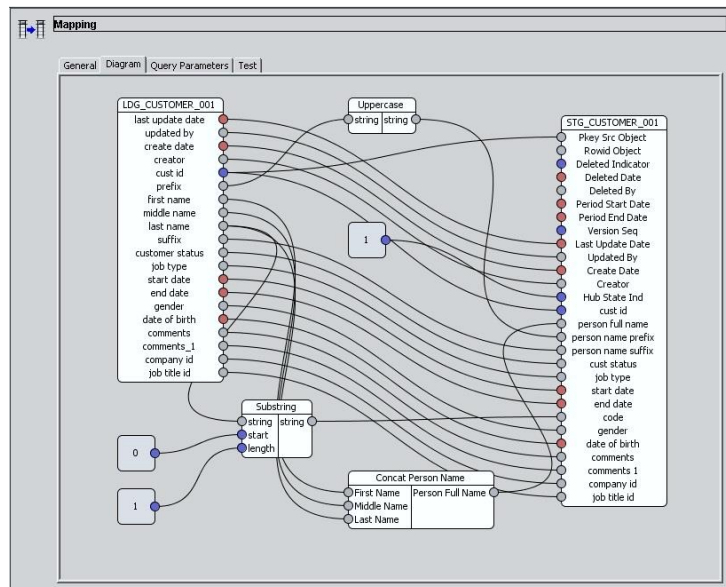 Mapping
General Diagram Query Parameters Test
LDG_CUSTOMER_001
last update date
updated by
create date
creator
cust id
prefix
first name
middle name
last name
suffix
customer status
job type
start date
end date
gender
date of birth
comments
comments_1
company id
job title id
Uppercase
string string
1
STG_CUSTOMER_001
Pkey Src Object
Rowid Object
Deleted Indicator
Deleted Date
Deleted By
Period Start Date
Period End Date
Version Seq
Last Update Date
Updated By
Create Date
Creator
Hub State Ind
cust id
person full name
person name prefix
person name suffix
cust status
job type
start date
end date
code
gender
date of birth
comments
comments 1
company id
job title id
Substring
string string
start
length
0
1
Concat Person Name
First Name Person Full Name
Middle Name
Last Name